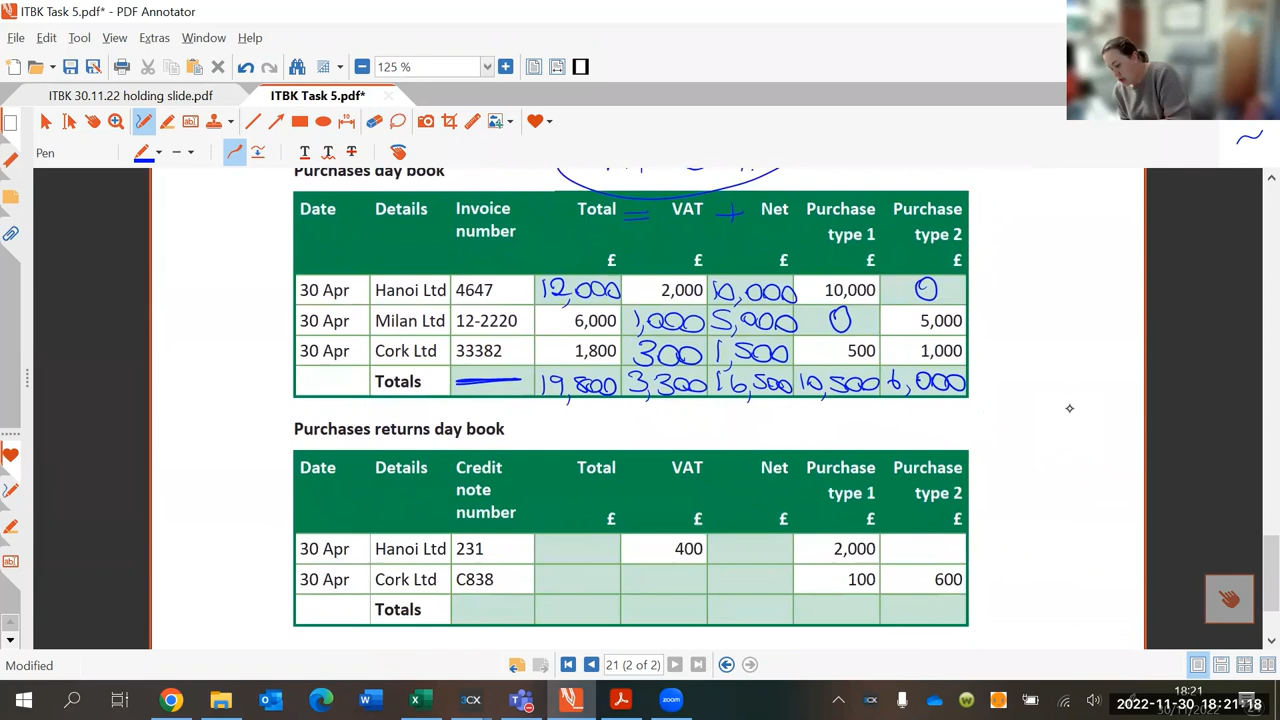 ITBK Task 5.pdf* - PDF Annotator
File Edit Tool View Extras Window Help
125 %
ITBK 30.11.22 holding slide.pdf
ITBK Task 5.pdf*
Pen
Purchases day book
Date Details Invoice number Total £ = VAT £ + Net £ Purchase type 1 £ Purchase type 2 £
30 Apr Hanoi Ltd 4647 12,000 2,000 10,000 10,000 0
30 Apr Milan Ltd 12-2220 6,000 1,000 5,000 0 5,000
30 Apr Cork Ltd 33382 1,800 300 1,500 500 1,000
Totals 19,800 3,300 16,500 10,500 6,000
Purchases returns day book
Date Details Credit note number Total £ VAT £ Net £ Purchase type 1 £ Purchase type 2 £
30 Apr Hanoi Ltd 231 400 2,000
30 Apr Cork Ltd C838 100 600
Totals
Modified
21 (2 of 2)
18:21
2022-11-30 18:21:18